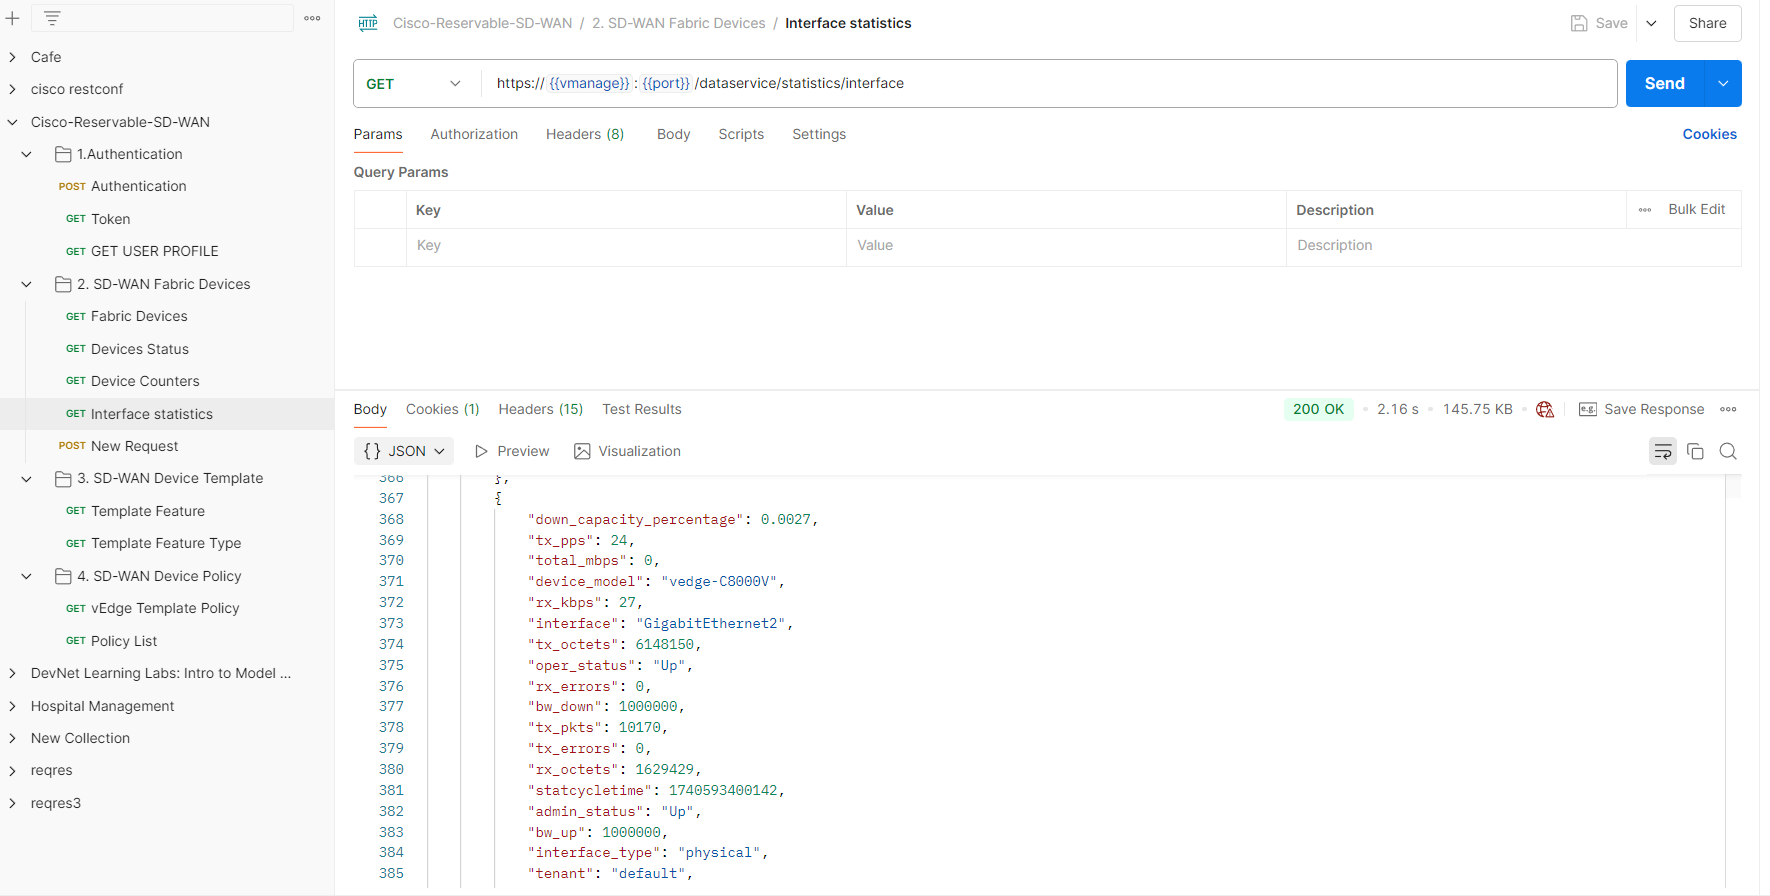 Cafe
cisco restconf
Cisco-Reservable-SD-WAN
1.Authentication
POST Authentication
GET Token
GET GET USER PROFILE
2. SD-WAN Fabric Devices
GET Fabric Devices
GET Devices Status
GET Device Counters
GET Interface statistics
POST New Request
3. SD-WAN Device Template
GET Template Feature
GET Template Feature Type
4. SD-WAN Device Policy
GET vEdge Template Policy
GET Policy List
DevNet Learning Labs: Intro to Model ...
Hospital Management
New Collection
reqres
reqres3
HTTP Cisco-Reservable-SD-WAN / 2. SD-WAN Fabric Devices / Interface statistics
Save Share
GET https:// {{vmanage}} : {{port}} /dataservice/statistics/interface Send
Params Authorization Headers (8) Body Scripts Settings Cookies
Query Params
Key Value Description Bulk Edit
Key Value Description
Body Cookies (1) Headers (15) Test Results 200 OK • 2.16 s • 145.75 KB • e.g. Save Response
{} JSON Preview Visualization
366 },
367 {
368 "down_capacity_percentage": 0.0027,
369 "tx_pps": 24,
370 "total_mbps": 0,
371 "device_model": "vedge-C8000V",
372 "rx_kbps": 27,
373 "interface": "GigabitEthernet2",
374 "tx_octets": 6148150,
375 "oper_status": "Up",
376 "rx_errors": 0,
377 "bw_down": 1000000,
378 "tx_pkts": 10170,
379 "tx_errors": 0,
380 "rx_octets": 1629429,
381 "statcycletime": 1740593400142,
382 "admin_status": "Up",
383 "bw_up": 1000000,
384 "interface_type": "physical",
385 "tenant": "default",